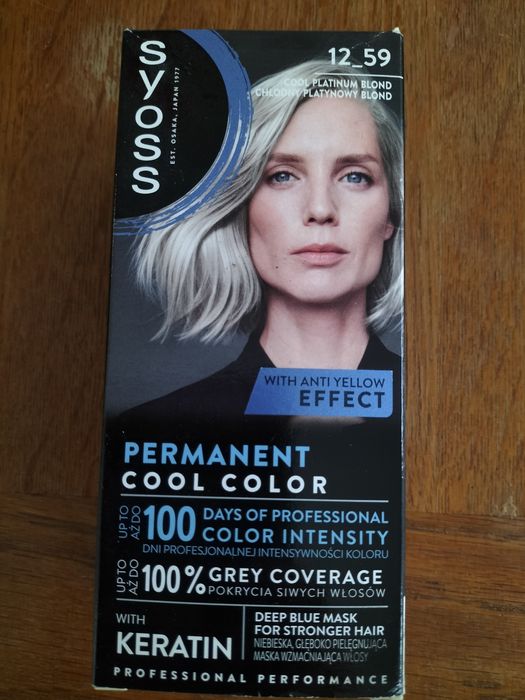 syoss
EST. OSAKA, JAPAN 1977
12_59
COOL PLATINUM BLOND
CHŁODNY PLATYNOWY BLOND
WITH ANTI YELLOW
EFFECT
PERMANENT
COOL COLOR
UP TO
AŻ DO
100 DAYS OF PROFESSIONAL
COLOR INTENSITY
DNI PROFESJONALNEJ INTENSYWNOŚCI KOLORU
UP TO
AŻ DO
100% GREY COVERAGE
POKRYCIA SIWYCH WŁOSÓW
WITH
KERATIN
DEEP BLUE MASK
FOR STRONGER HAIR
NIEBIESKA, GŁĘBOKO PIELĘGNUJĄCA
MASKA WZMACNIAJĄCA WŁOSY
PROFESSIONAL PERFORMANCE